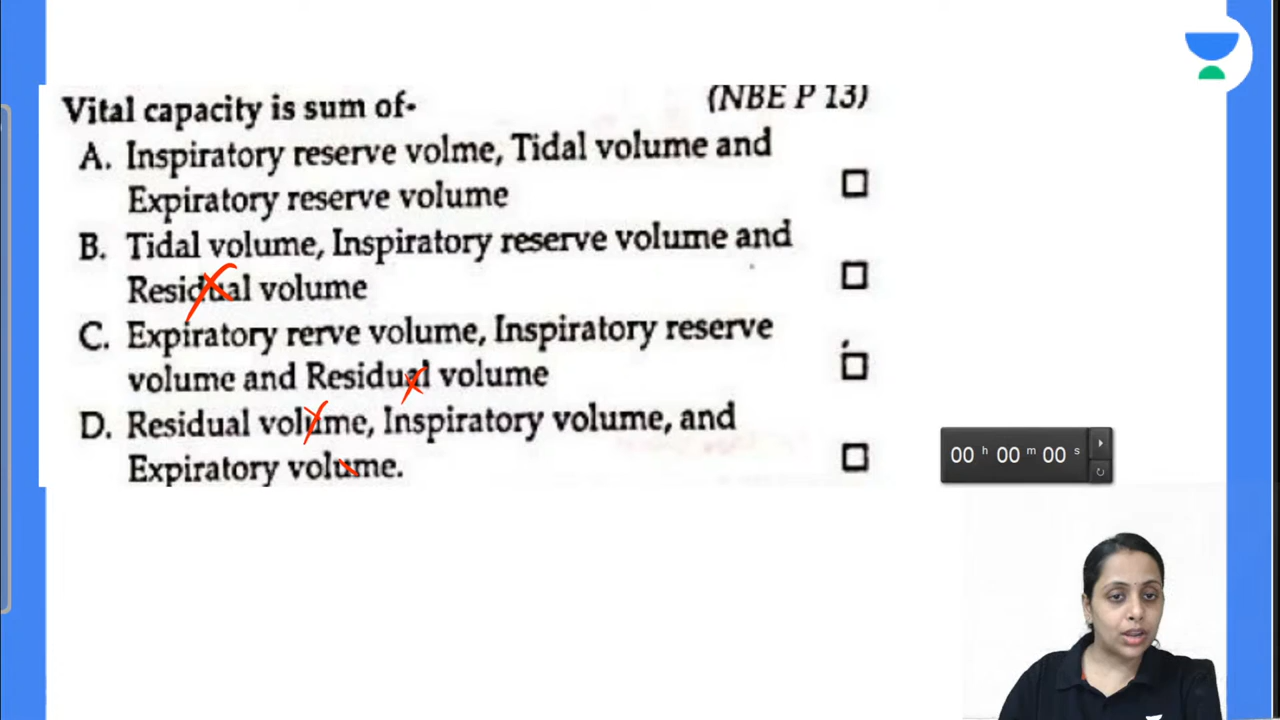 Vital capacity is sum of- (NBE P 13)
A. Inspiratory reserve volme, Tidal volume and
Expiratory reserve volume
B. Tidal volume, Inspiratory reserve volume and
Residual volume
C. Expiratory rerve volume, Inspiratory reserve
volume and Residual volume
D. Residual volume, Inspiratory volume, and
Expiratory volume.
00 h 00 m 00 s